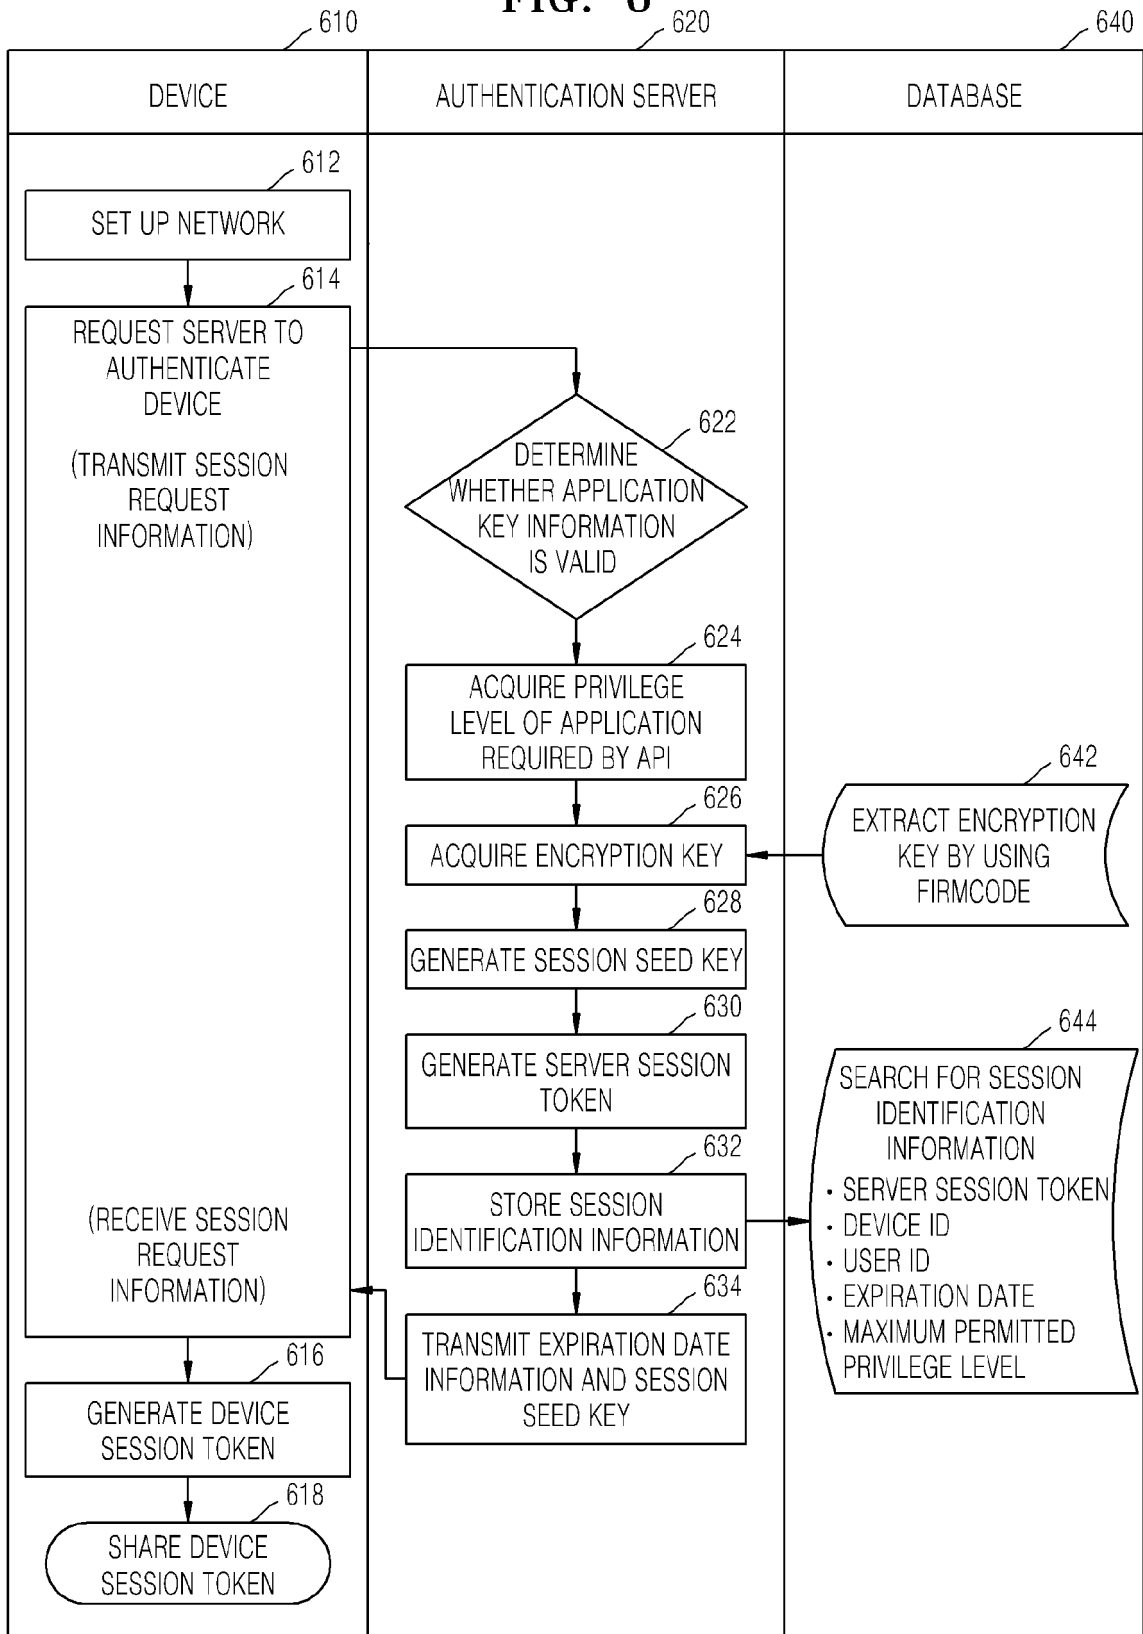 FIG.
610
620
640
DEVICE
AUTHENTICATION SERVER
DATABASE
612
SET UP NETWORK
614
REQUEST SERVER TO
AUTHENTICATE
DEVICE
(TRANSMIT SESSION
REQUEST
INFORMATION)
622
DETERMINE
WHETHER APPLICATION
KEY INFORMATION
IS VALID
624
ACQUIRE PRIVILEGE
LEVEL OF APPLICATION
REQUIRED BY API
626
ACQUIRE ENCRYPTION KEY
642
EXTRACT ENCRYPTION
KEY BY USING
FIRMCODE
628
GENERATE SESSION SEED KEY
630
GENERATE SERVER SESSION
TOKEN
632
STORE SESSION
IDENTIFICATION INFORMATION
644
SEARCH FOR SESSION
IDENTIFICATION
INFORMATION
· SERVER SESSION TOKEN
· DEVICE ID
· USER ID
· EXPIRATION DATE
· MAXIMUM PERMITTED
PRIVILEGE LEVEL
634
TRANSMIT EXPIRATION DATE
INFORMATION AND SESSION
SEED KEY
(RECEIVE SESSION
REQUEST
INFORMATION)
616
GENERATE DEVICE
SESSION TOKEN
618
SHARE DEVICE
SESSION TOKEN